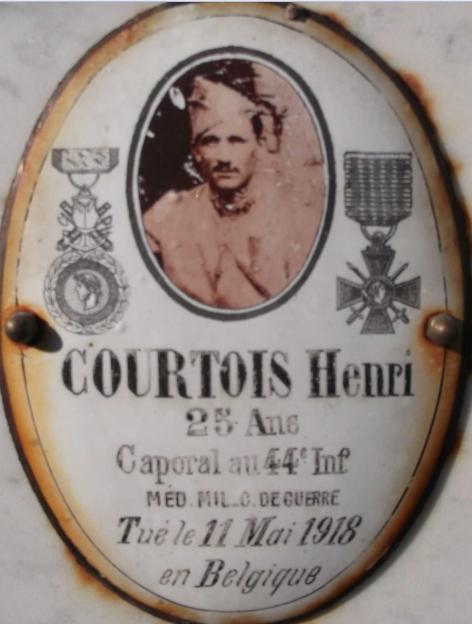 COURTOIS Henri
25 Ans
Caporal au 44e Inf
MÉD. MIL. C. DE GUERRE
Tué le 11 Mai 1918
en Belgique